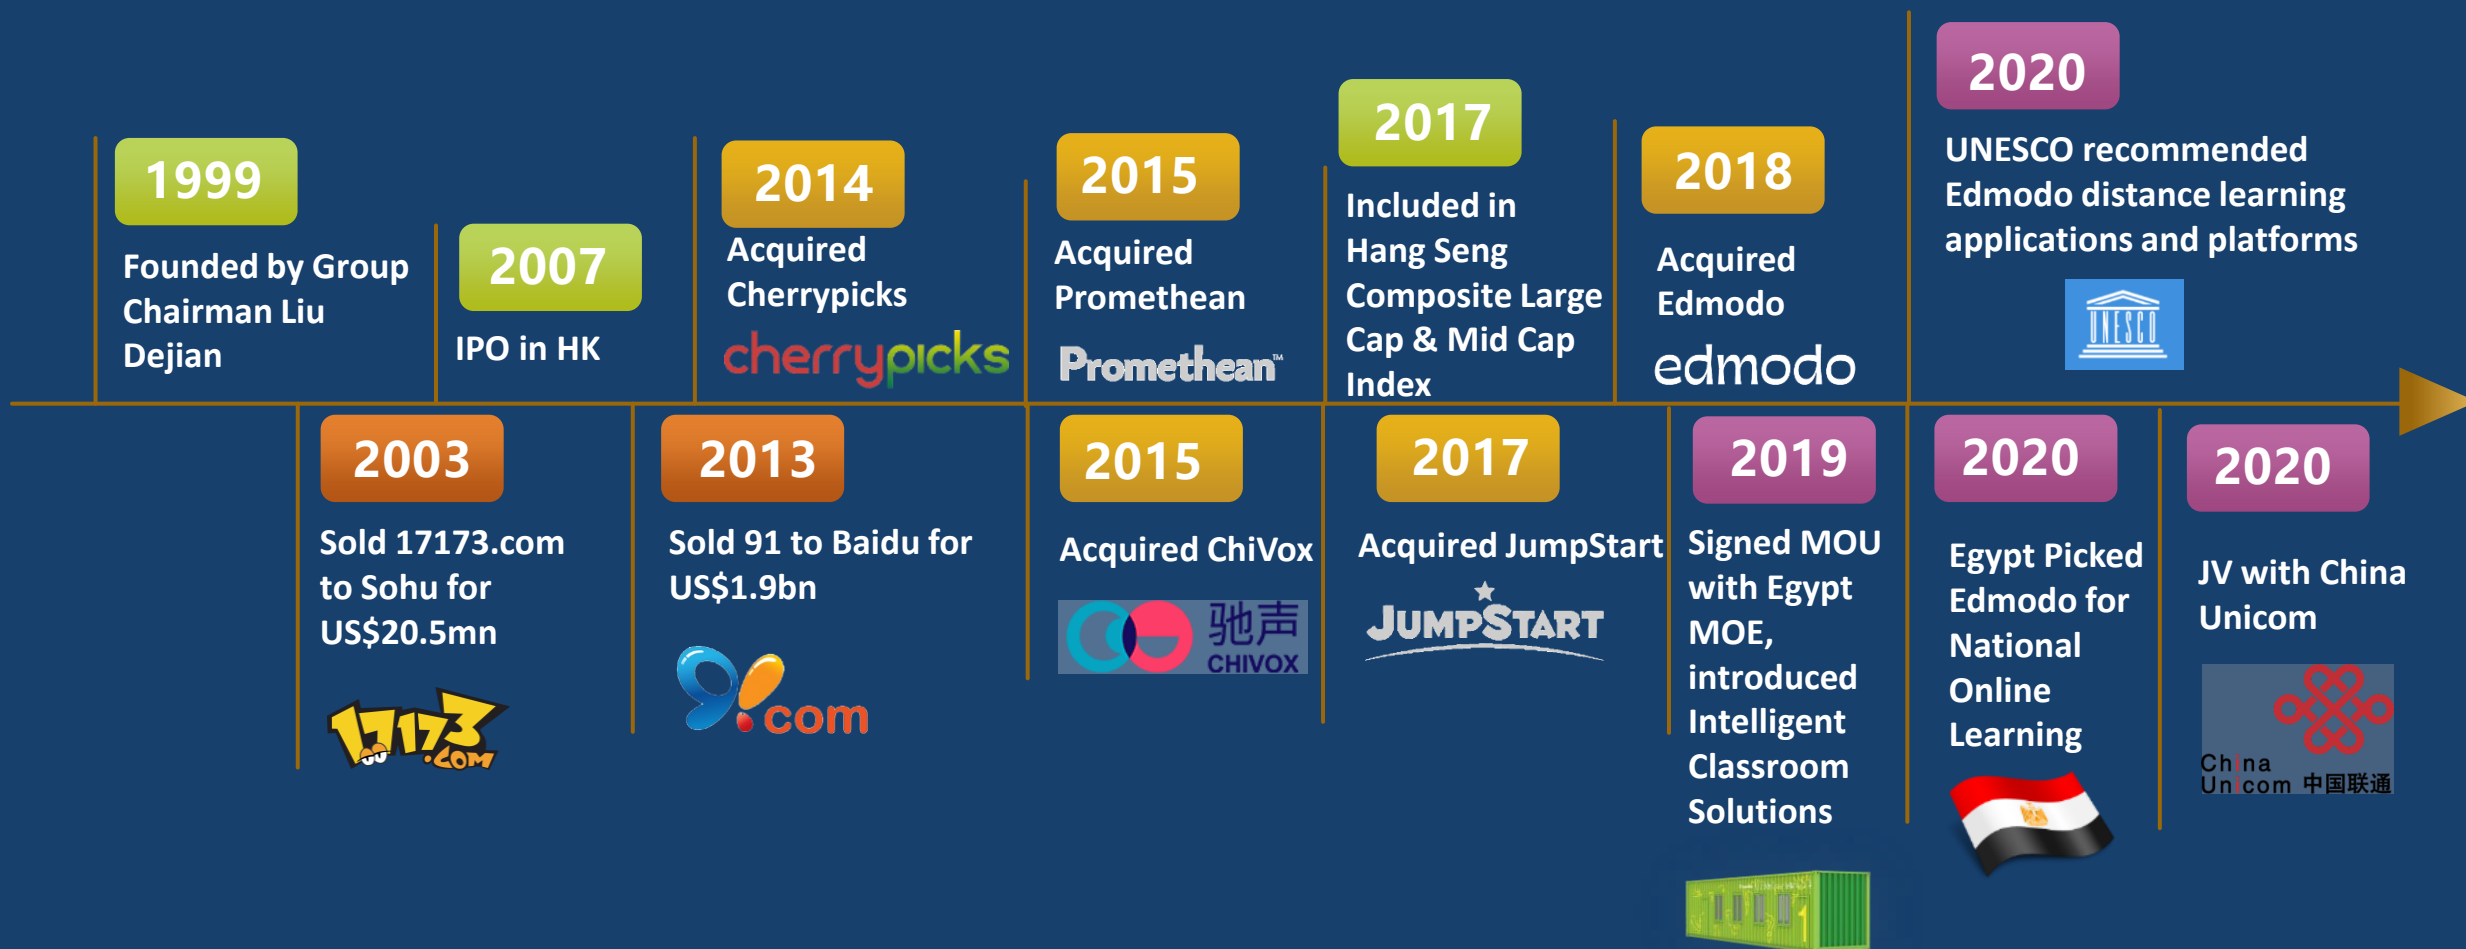 1999
Founded by Group
Chairman Liu
Dejian
2007
IPO in HK
2014
Acquired
Cherrypicks
cherrypicks
2015
Acquired
Promethean
Promethean™
2017
Included in
Hang Seng
Composite Large
Cap & Mid Cap
Index
2018
Acquired
Edmodo
edmodo
2020
UNESCO recommended
Edmodo distance learning
applications and platforms
UNESCO
2003
Sold 17173.com
to Sohu for
US$20.5mn
17173
.COM
2013
Sold 91 to Baidu for
US$1.9bn
91.com
2015
Acquired ChiVox
驰声
CHIVOX
2017
Acquired JumpStart
JUMPSTART
2019
Signed MOU
with Egypt
MOE,
introduced
Intelligent
Classroom
Solutions
1
2020
Egypt Picked
Edmodo for
National
Online
Learning
2020
JV with China
Unicom
China
Unicom 中国联通